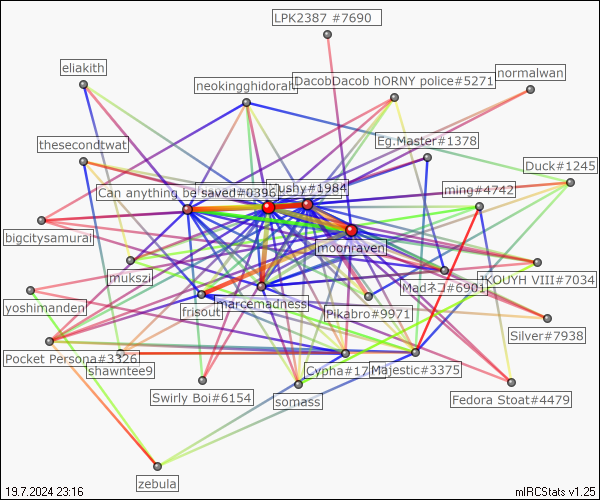 LPK2387 #7690
eliakith
normalwan
neokingghidorah
DacobDacob hORNY police#5271
thesecondtwat
Eg.Master#1378
Duck#1245
Can anything be saved#0396
ushy#1984
ming#4742
bigcitysamurai
moonraven
mukszi
KOUYH VIII#7034
Madネコ#6901
yoshimanden
frisout
marcemadness
Pikabro#9971
Silver#7938
Pocket Persona#3326
shawntee9
Cypha#17
Majestic#3375
Swirly Boi#6154
somass
Fedora Stoat#4479
zebula
19.7.2024 23:16
mIRCStats v1.25